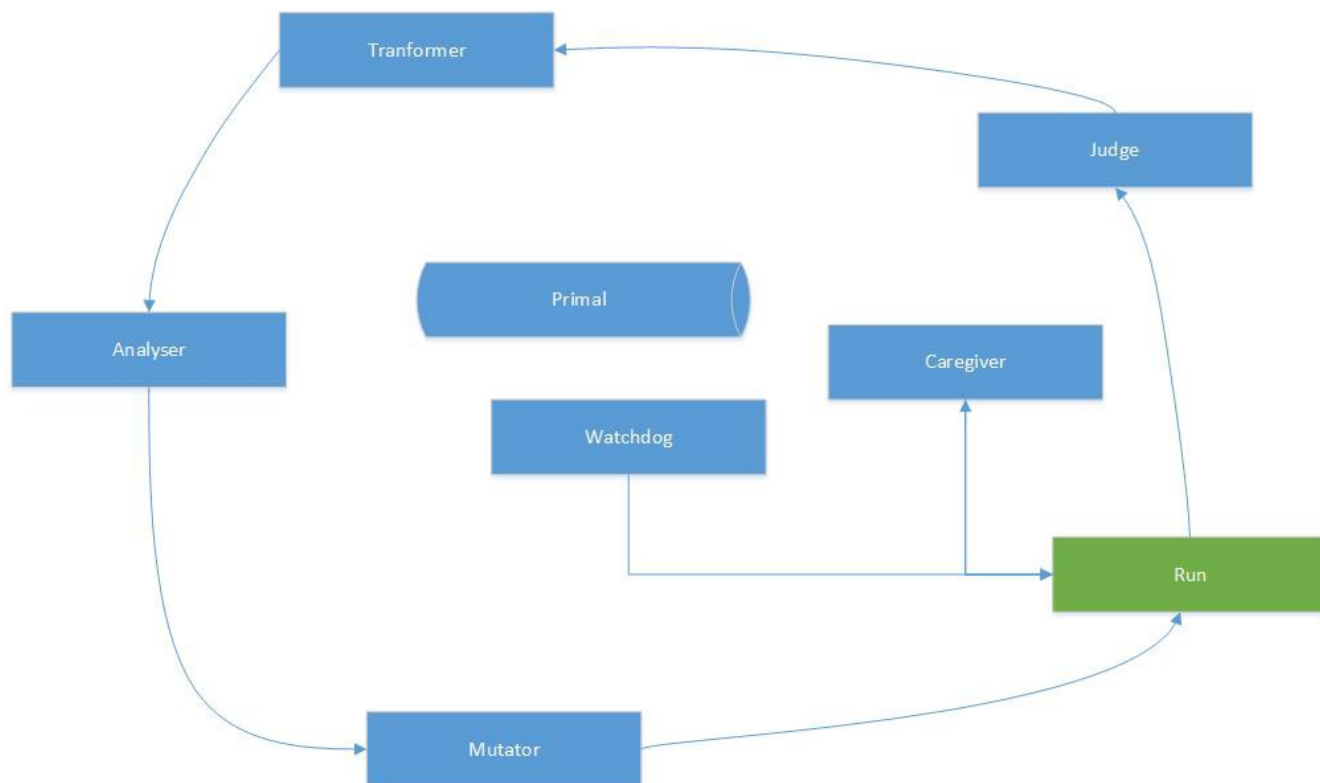 Tranformer
Judge
Primal
Analyser
Caregiver
Watchdog
Run
Mutator